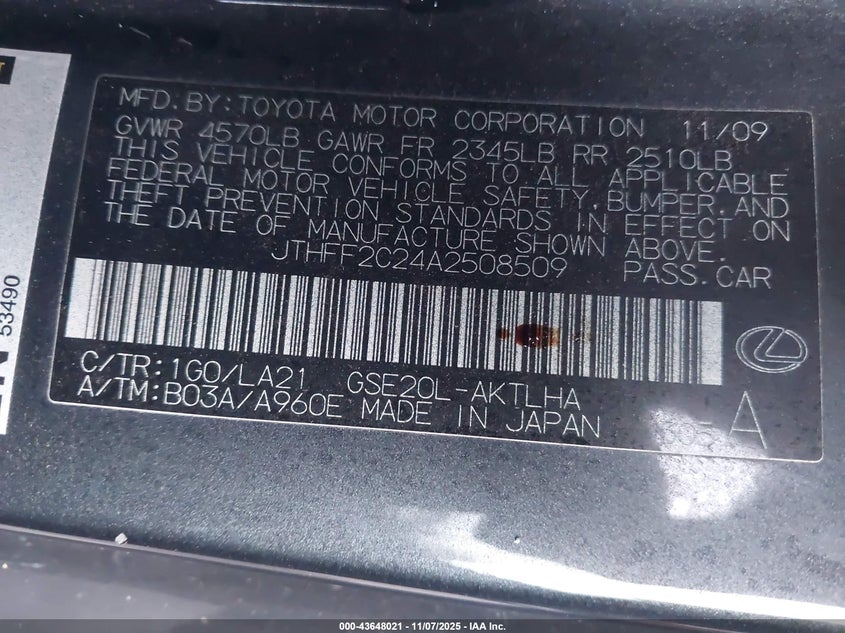 MFD. BY: TOYOTA MOTOR CORPORATION 11/09
GVWR 4570LB GAWR FR 2345LB RR 2510LB
THIS VEHICLE CONFORMS TO ALL APPLICABLE
FEDERAL MOTOR VEHICLE SAFETY, BUMPER, AND
THEFT PREVENTION STANDARDS IN EFFECT ON
THE DATE OF MANUFACTURE SHOWN ABOVE.
JTHFF2C24A2508509 PASS. CAR
C/TR: 1G0/LA21 GSE20L-AKTLHA
A/TM: B03A/A960E MADE IN JAPAN
-A
53490
000-43648021 - 11/07/2025 - IAA Inc.